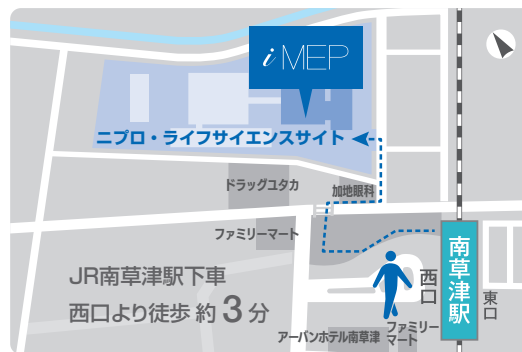 i MEP
ニプロ・ライフサイエンスサイト
ドラッグユタカ
加地眼科
ファミリーマート
南草津駅
西口
東口
JR南草津駅下車
西口より徒歩 約 3 分
アーバンホテル南草津
ファミリー
マート